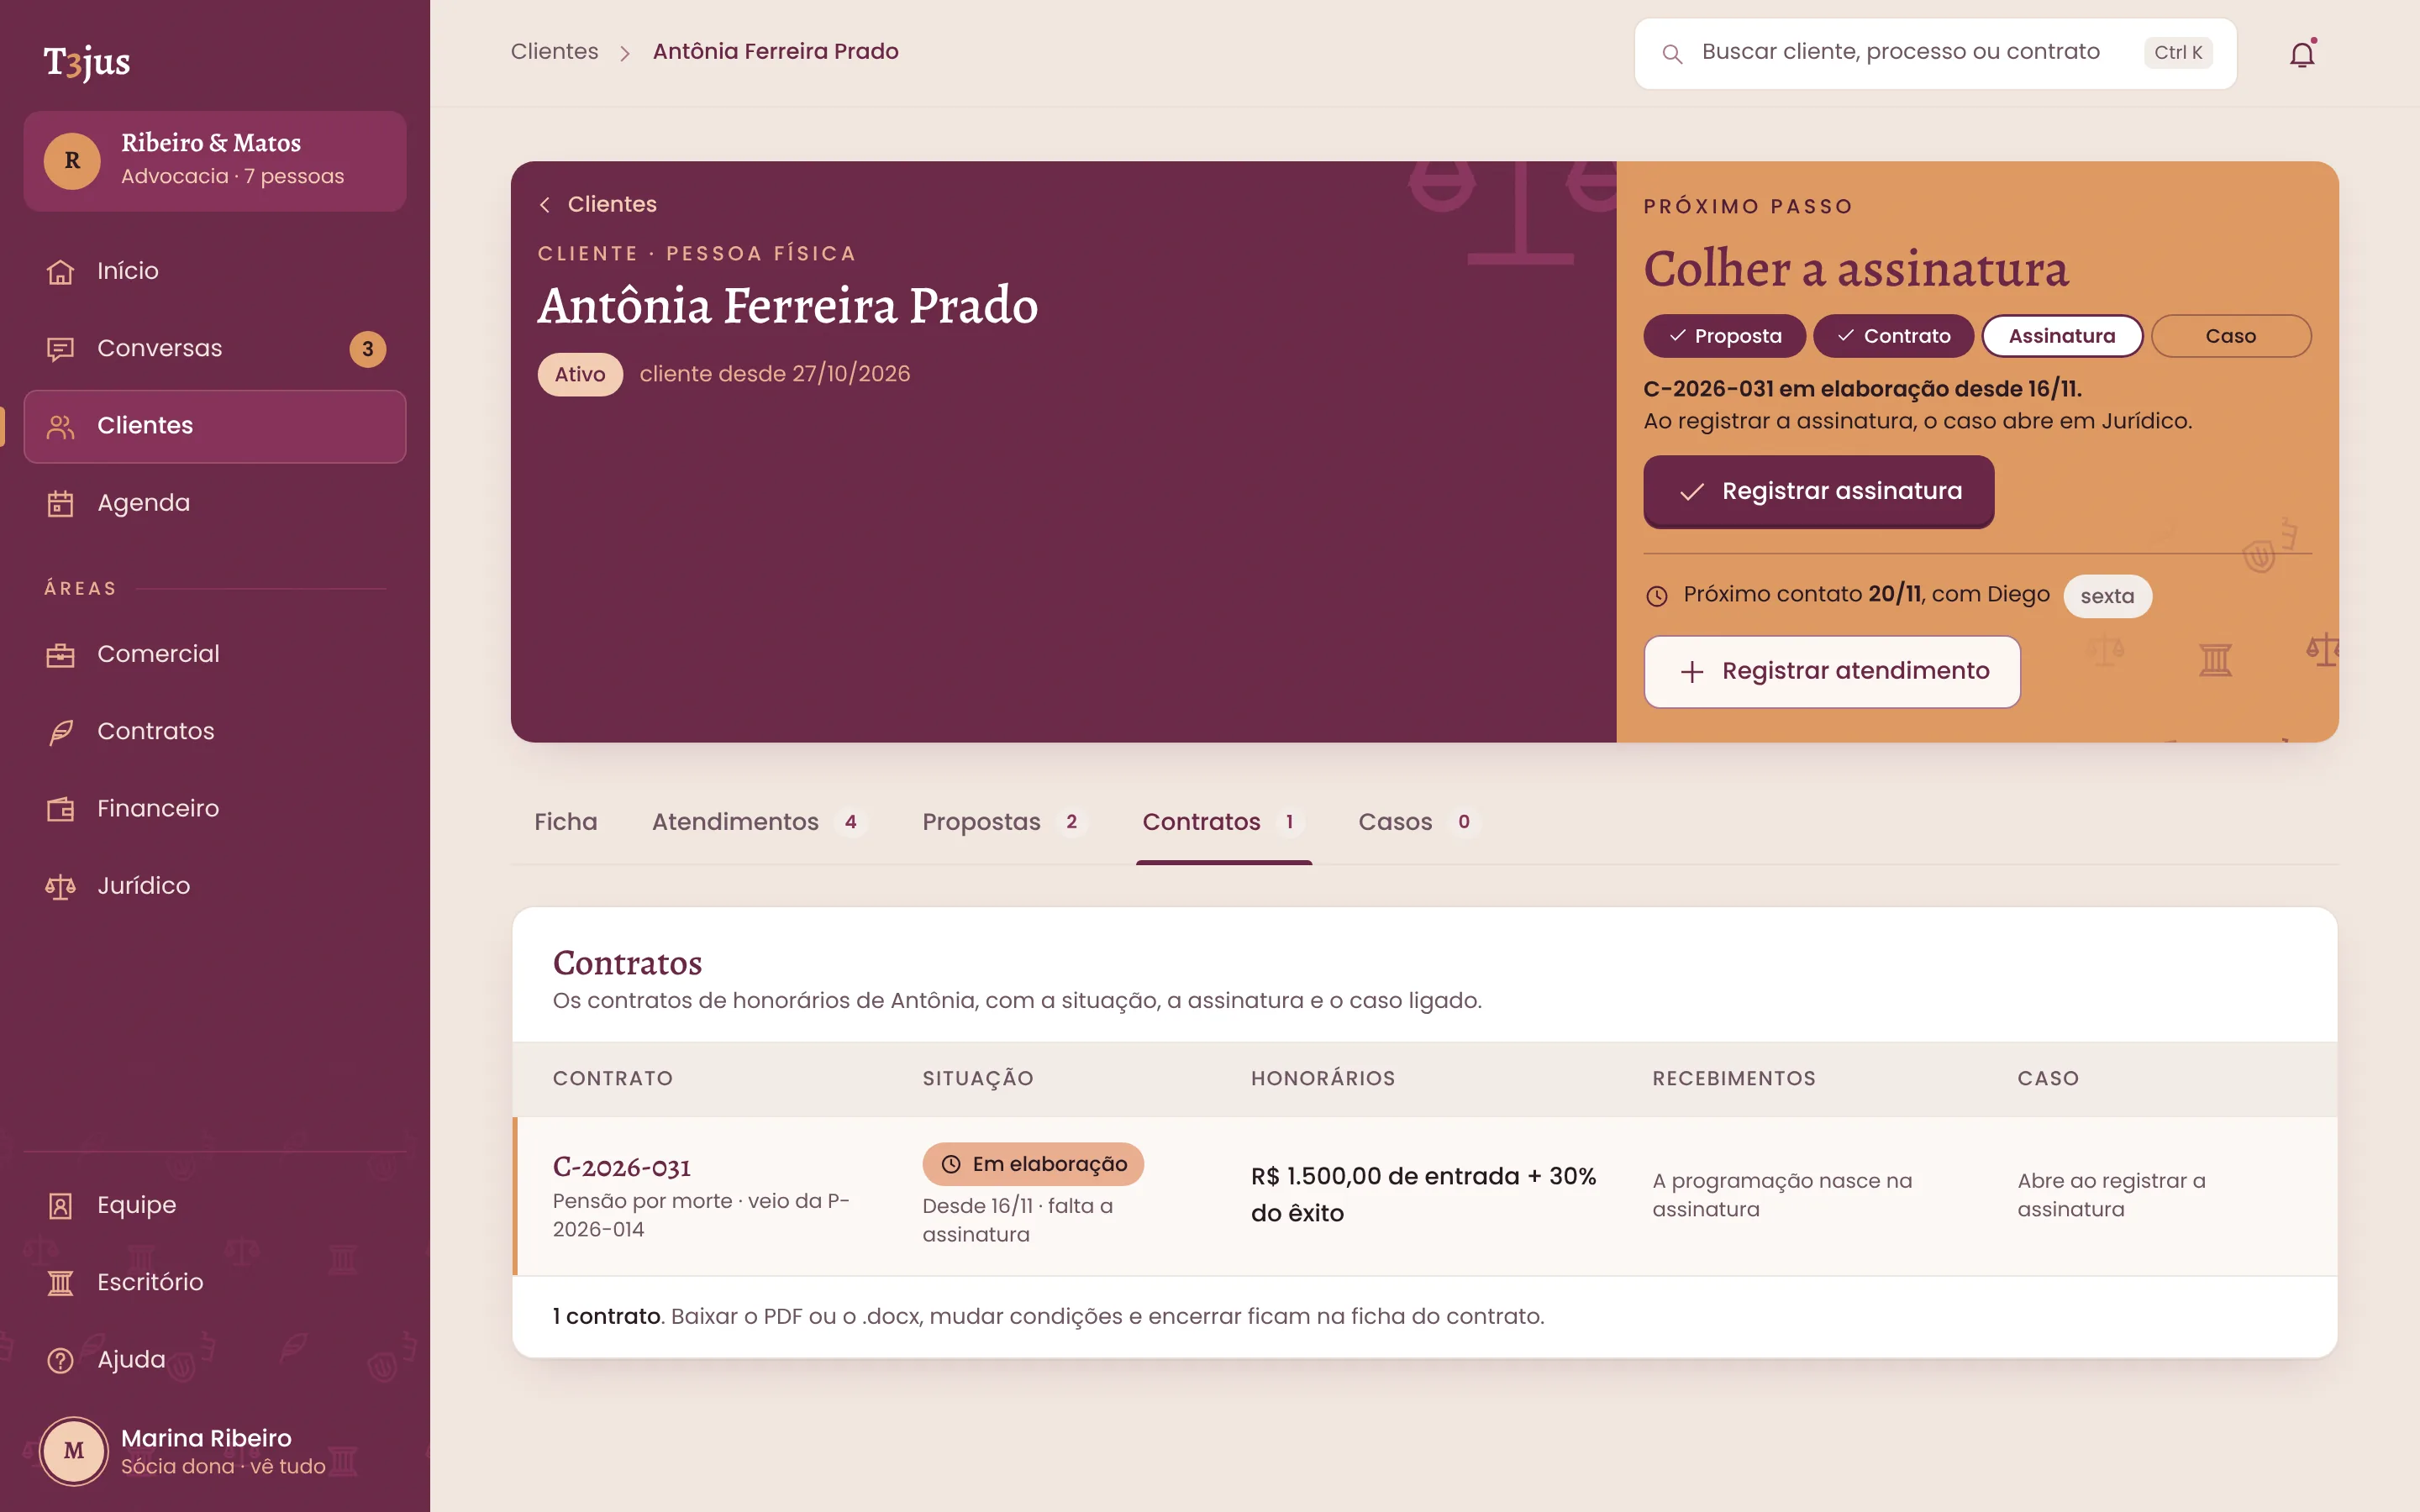 T3jus
R
Ribeiro & Matos
Advocacia · 7 pessoas
Início
Conversas
3
Clientes
Agenda
ÁREAS
Comercial
Contratos
Financeiro
Jurídico
Equipe
Escritório
Ajuda
M
Marina Ribeiro
Sócia dona · vê tudo
Clientes
Antônia Ferreira Prado
Buscar cliente, processo ou contrato
Ctrl K
Clientes
CLIENTE · PESSOA FÍSICA
Antônia Ferreira Prado
Ativo
cliente desde 27/10/2026
PRÓXIMO PASSO
Colher a assinatura
Proposta
Contrato
Assinatura
Caso
C-2026-031 em elaboração desde 16/11.
Ao registrar a assinatura, o caso abre em Jurídico.
Registrar assinatura
Próximo contato 20/11, com Diego
sexta
Registrar atendimento
Ficha
Atendimentos 4
Propostas 2
Contratos 1
Casos 0
Contratos
Os contratos de honorários de Antônia, com a situação, a assinatura e o caso ligado.
CONTRATO
SITUAÇÃO
HONORÁRIOS
RECEBIMENTOS
CASO
C-2026-031
Pensão por morte · veio da P-
2026-014
Em elaboração
Desde 16/11 · falta a
assinatura
R$ 1.500,00 de entrada + 30%
do êxito
A programação nasce na
assinatura
Abre ao registrar a
assinatura
1 contrato. Baixar o PDF ou o .docx, mudar condições e encerrar ficam na ficha do contrato.